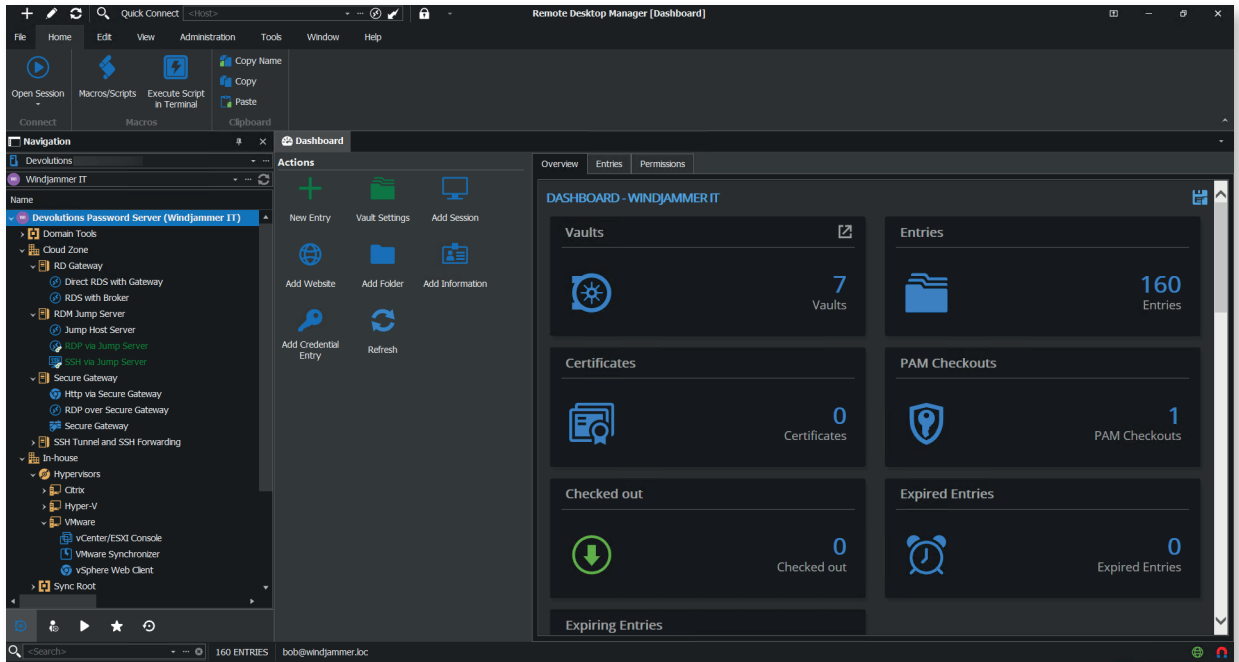 Quick Connect <Host>
Remote Desktop Manager [Dashboard]
File Home Edit View Administration Tools Window Help
Open Session
Macros/Scripts
Execute Script
in Terminal
Copy Name
Copy
Paste
Connect
Macros
Clipboard
Navigation
Devolutions
Windjammer IT
Name
Devolutions Password Server (Windjammer IT)
Domain Tools
Cloud Zone
RD Gateway
Direct RDS with Gateway
RDS with Broker
RDM Jump Server
Jump Host Server
RDP via Jump Server
SSH via Jump Server
Secure Gateway
Http via Secure Gateway
RDP over Secure Gateway
Secure Gateway
SSH Tunnel and SSH Forwarding
In-house
Hypervisors
Citrix
Hyper-V
VMware
vCenter/ESXI Console
VMware Synchronizer
vSphere Web Client
Sync Root
Dashboard
Actions
New Entry
Vault Settings
Add Session
Add Website
Add Folder
Add Information
Add Credential
Entry
Refresh
Overview Entries Permissions
DASHBOARD - WINDJAMMER IT
Vaults
7
Vaults
Entries
160
Entries
Certificates
0
Certificates
PAM Checkouts
1
PAM Checkouts
Checked out
0
Checked out
Expired Entries
0
Expired Entries
Expiring Entries
<Search>
160 ENTRIES
bob@windjammer.loc